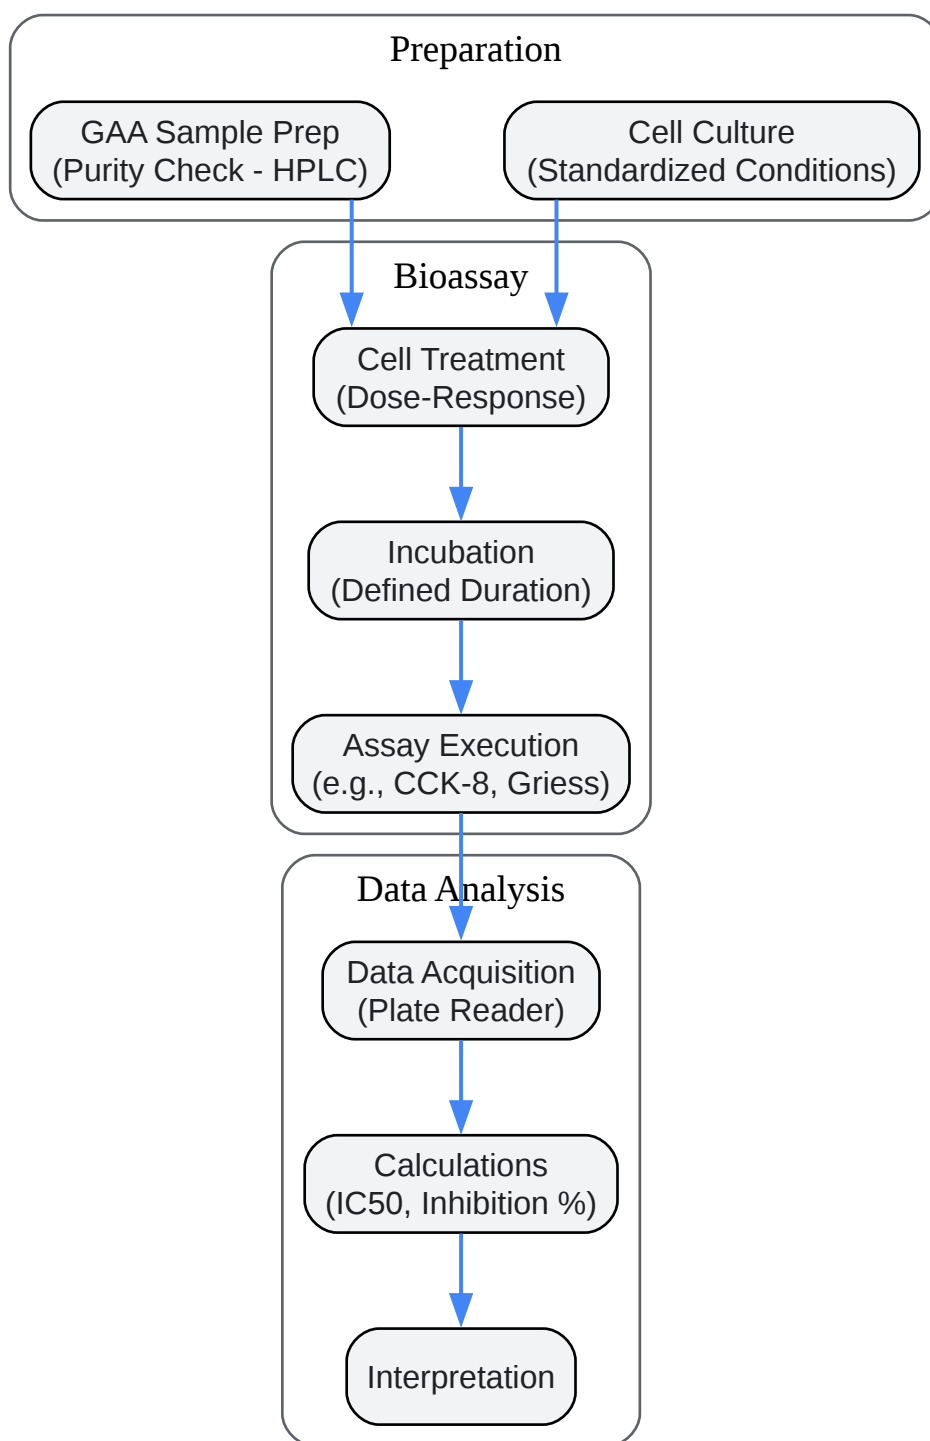 Preparation
GAA Sample Prep
(Purity Check - HPLC)
Cell Culture
(Standardized Conditions)
Bioassay
Cell Treatment
(Dose-Response)
Incubation
(Defined Duration)
Assay Execution
(e.g., CCK-8, Griess)
Data Analysis
Data Acquisition
(Plate Reader)
Calculations
(IC50, Inhibition %)
Interpretation